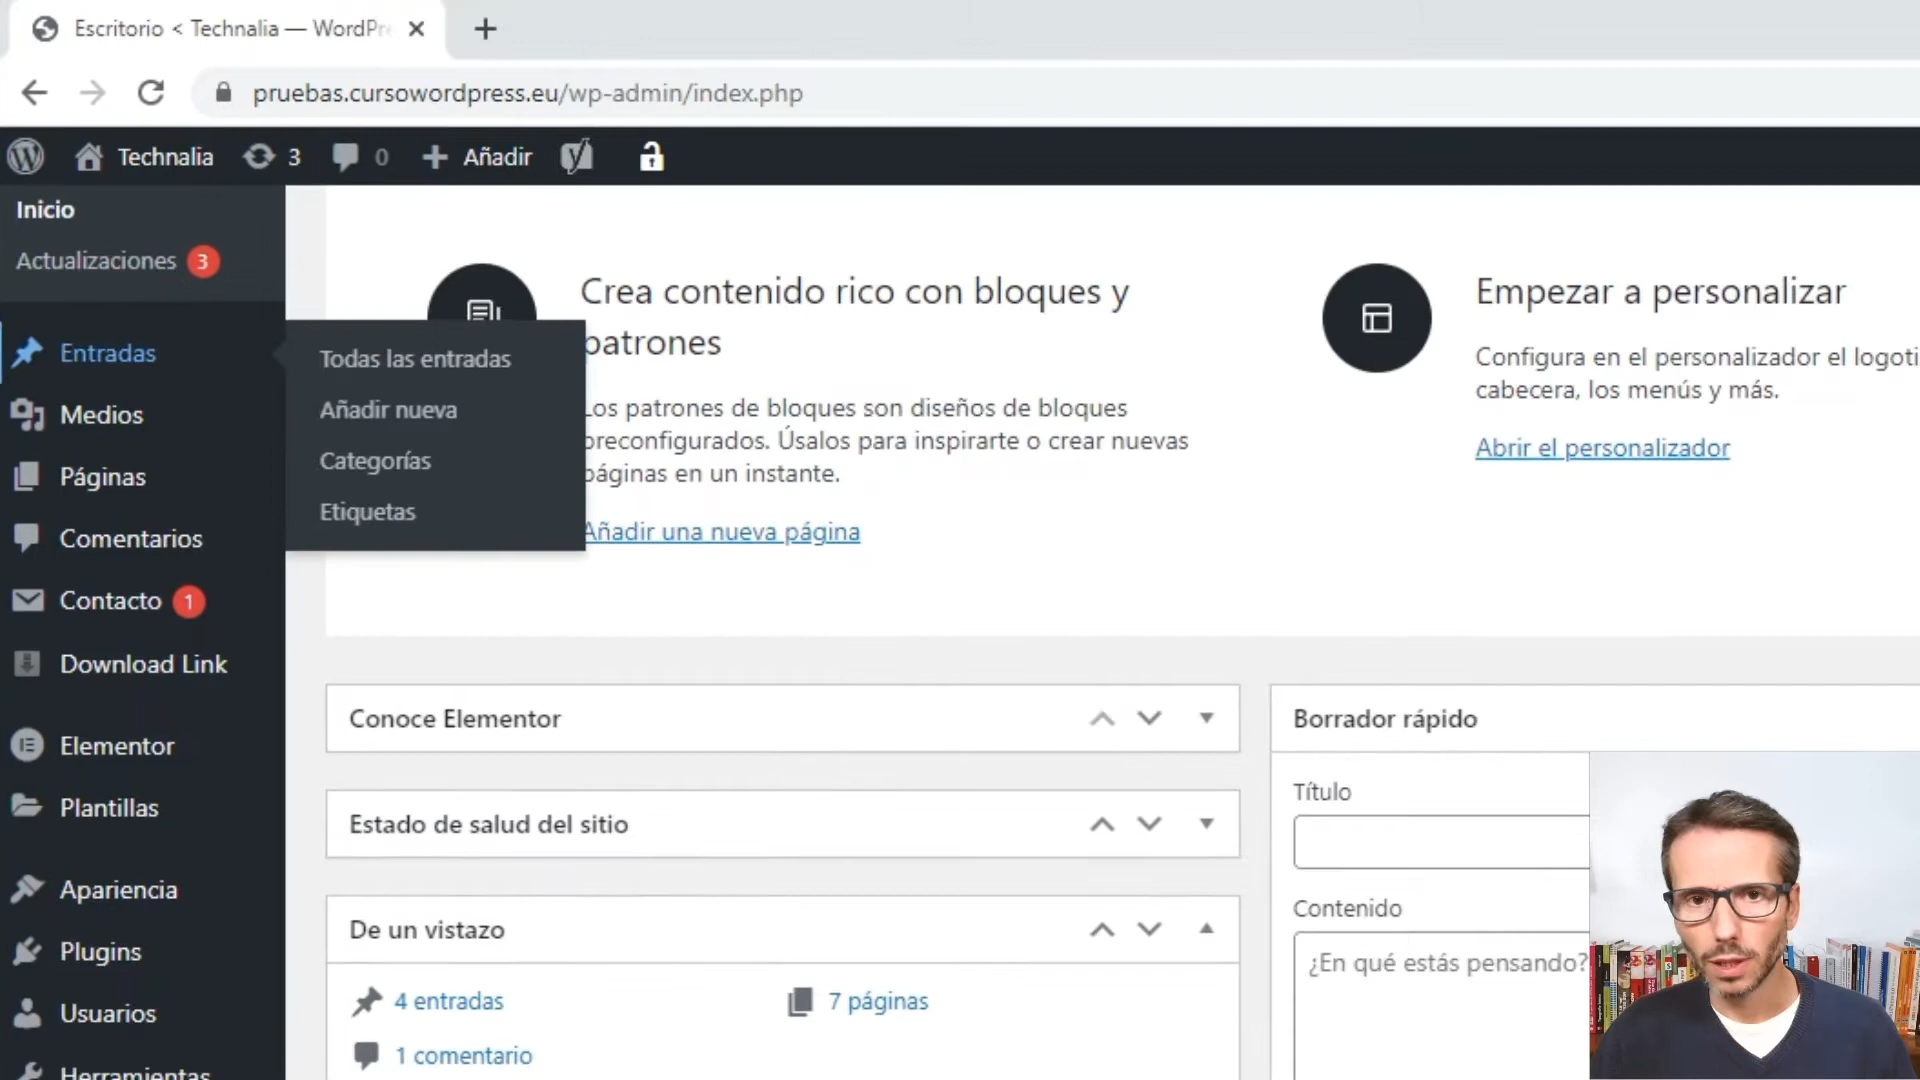 Escritorio < Technalia — WordPr
pruebas.cursowordpress.eu/wp-admin/index.php
Technalia 3 0 Añadir
Inicio
Actualizaciones 3
Entradas
Medios
Páginas
Comentarios
Contacto 1
Download Link
Elementor
Plantillas
Apariencia
Plugins
Usuarios
Herramientas
Todas las entradas
Añadir nueva
Categorías
Etiquetas
Crea contenido rico con bloques y
patrones
Los patrones de bloques son diseños de bloques
preconfigurados. Úsalos para inspirarte o crear nuevas
páginas en un instante.
Añadir una nueva página
Empezar a personalizar
Configura en el personalizador el logoti
cabecera, los menús y más.
Abrir el personalizador
Conoce Elementor
Estado de salud del sitio
De un vistazo
4 entradas
7 páginas
1 comentario
Borrador rápido
Título
Contenido
¿En qué estás pensando?